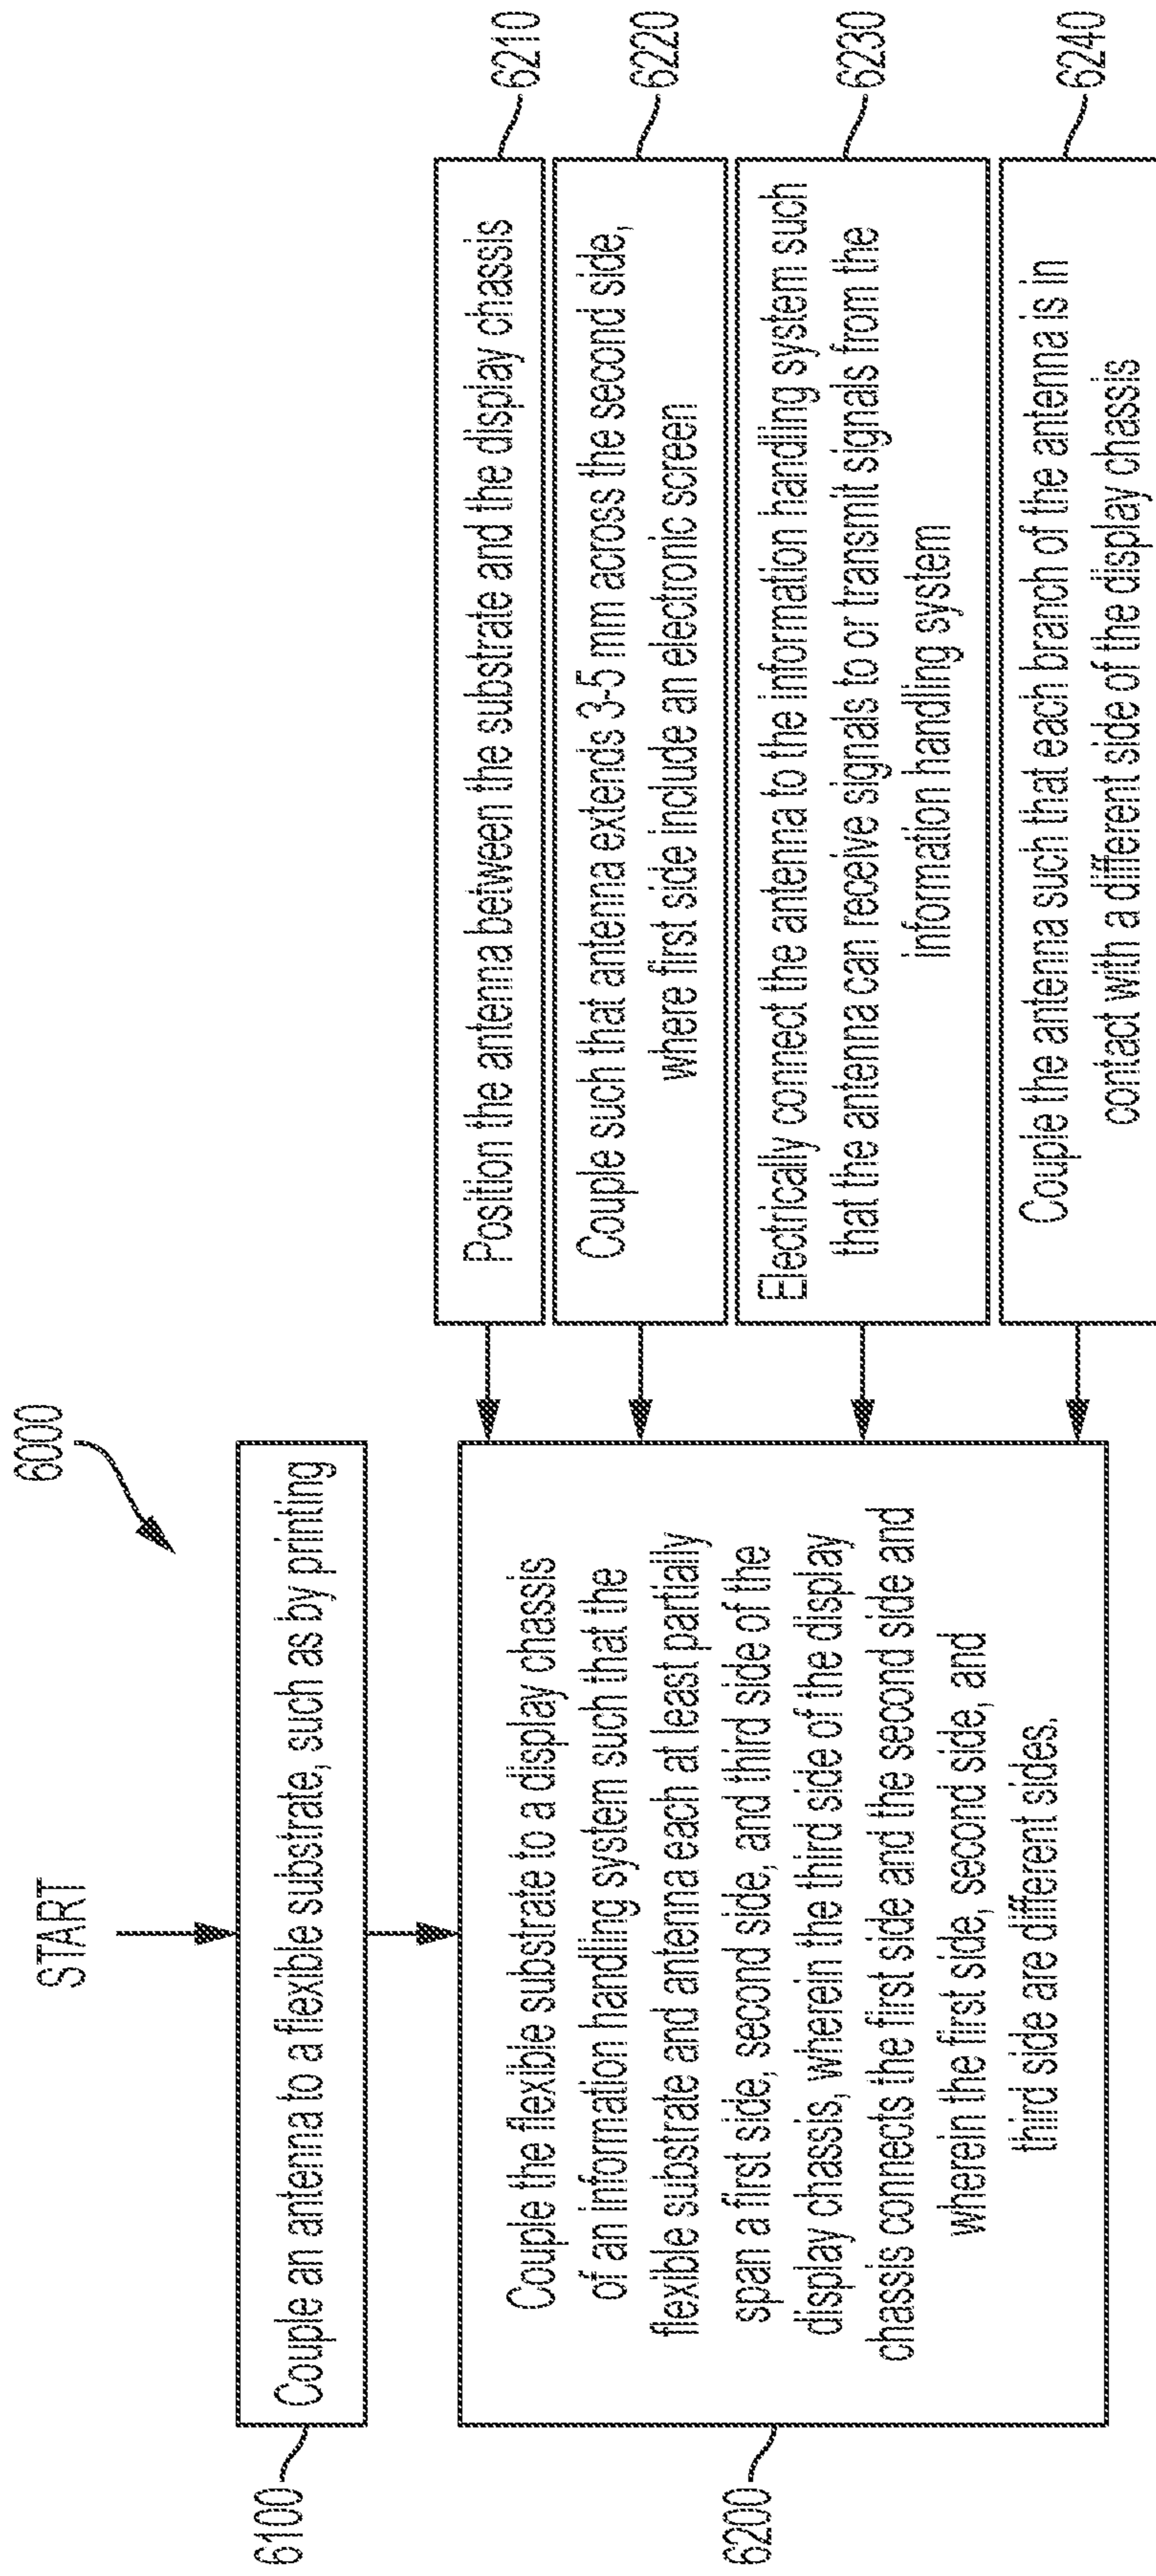 6000
START
6100
Couple an antenna to a flexible substrate, such as by printing
6200
Couple the flexible substrate to a display chassis
of an information handling system such that the
flexible substrate and antenna each at least partially
span a first side, second side, and third side of the
display chassis, wherein the third side of the display
chassis connects the first side and the second side and
wherein the first side, second side, and
third side are different sides.
Position the antenna between the substrate and the display chassis
6210
Couple such that antenna extends 3-5 mm across the second side,
where first side include an electronic screen
6220
Electrically connect the antenna to the information handling system such
that the antenna can receive signals to or transmit signals from the
information handling system
6230
Couple the antenna such that each branch of the antenna is in
contact with a different side of the display chassis
6240